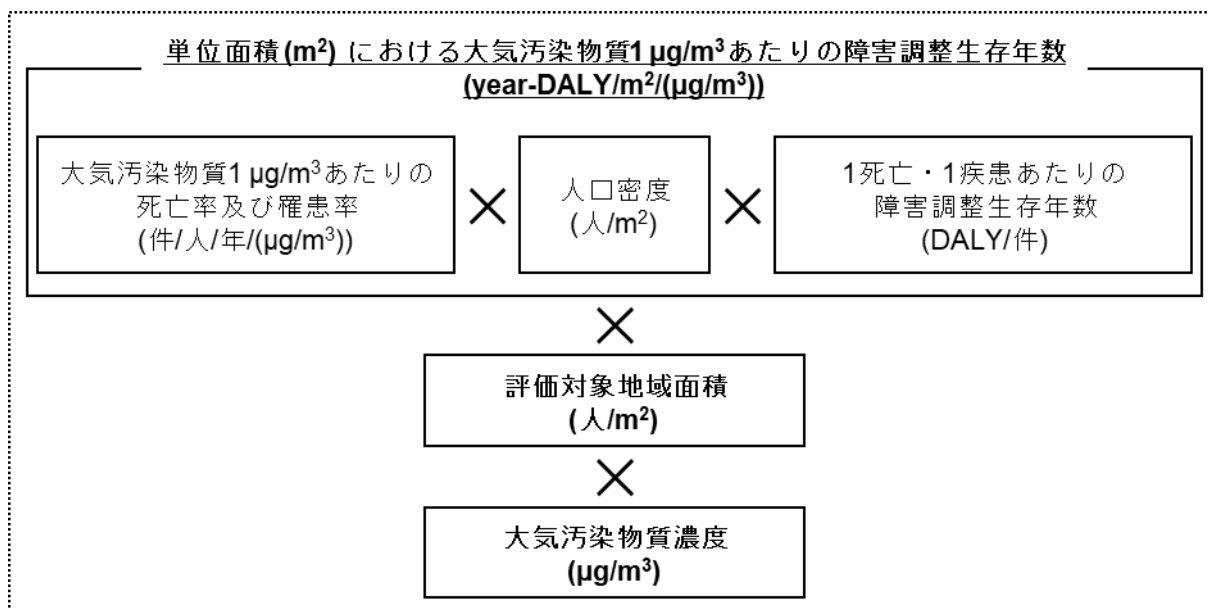 単位面積(m²) における大気汚染物質1 μg/m³あたりの障害調整生存年数
(year-DALY/m²/(μg/m³))
大気汚染物質1 μg/m³あたりの
死亡率及び罹患率
(件/人/年/(μg/m³))
×
人口密度
(人/m²)
×
1死亡・1疾患あたりの
障害調整生存年数
(DALY/件)
×
評価対象地域面積
(人/m²)
×
大気汚染物質濃度
(μg/m³)